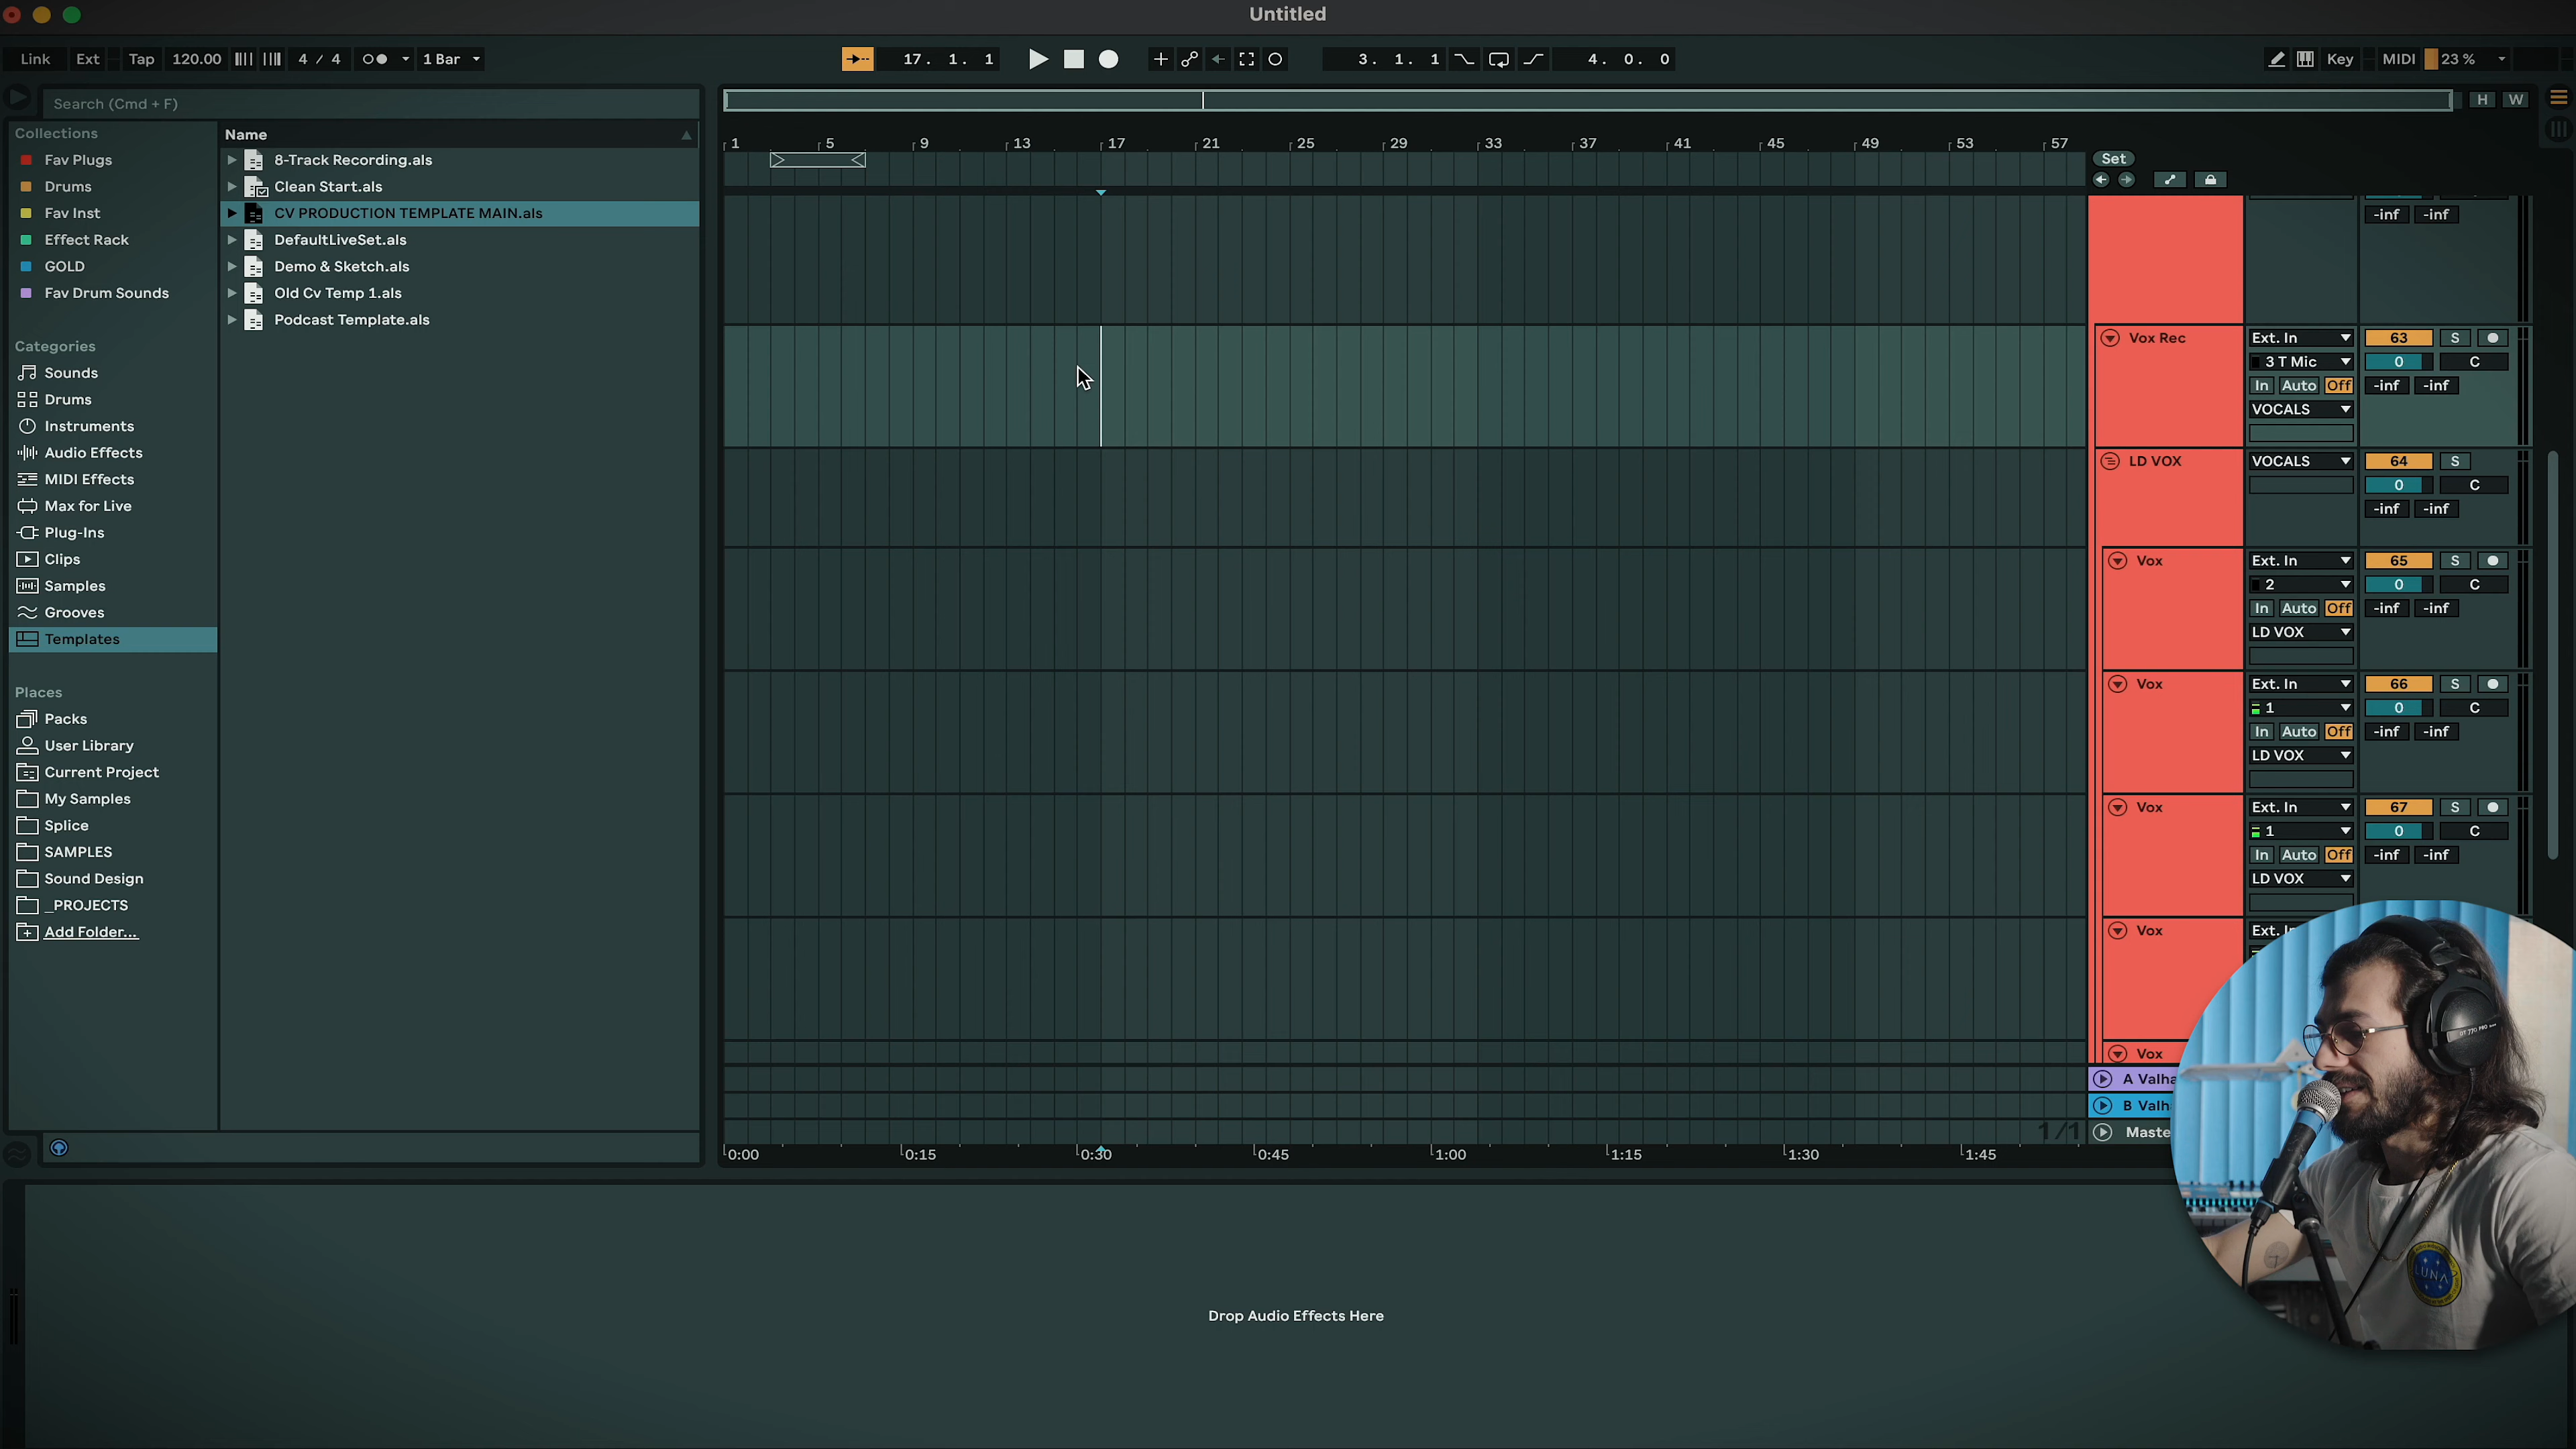 Untitled
Link Ext Tap 120.00 4 / 4 1 Bar 17. 1. 1 3. 1. 1 4. 0. 0 Key MIDI 23 %
Search (Cmd + F)
H W
Collections
Fav Plugs
Drums
Fav Inst
Effect Rack
GOLD
Fav Drum Sounds
Categories
Sounds
Drums
Instruments
Audio Effects
MIDI Effects
Max for Live
Plug-Ins
Clips
Samples
Grooves
Templates
Places
Packs
User Library
Current Project
My Samples
Splice
SAMPLES
Sound Design
_PROJECTS
Add Folder...
Name
8-Track Recording.als
Clean Start.als
CV PRODUCTION TEMPLATE MAIN.als
DefaultLiveSet.als
Demo & Sketch.als
Old Cv Temp 1.als
Podcast Template.als
1 5 9 13 17 21 25 29 33 37 41 45 49 53 57
Set
-inf -inf
Vox Rec Ext. In 63 S
3 T Mic 0 C
In Auto Off -inf -inf
VOCALS
LD VOX VOCALS 64 S
0 C
-inf -inf
Vox Ext. In 65 S
2 0 C
In Auto Off -inf -inf
LD VOX
Vox Ext. In 66 S
1 0 C
In Auto Off -inf -inf
LD VOX
Vox Ext. In 67 S
1 0 C
In Auto Off -inf -inf
LD VOX
Vox Ext. I
Vox
A Valha
B Valh
1/1 Maste
0:00 0:15 0:30 0:45 1:00 1:15 1:30 1:45
Drop Audio Effects Here
DT 770 PRO
LUNA